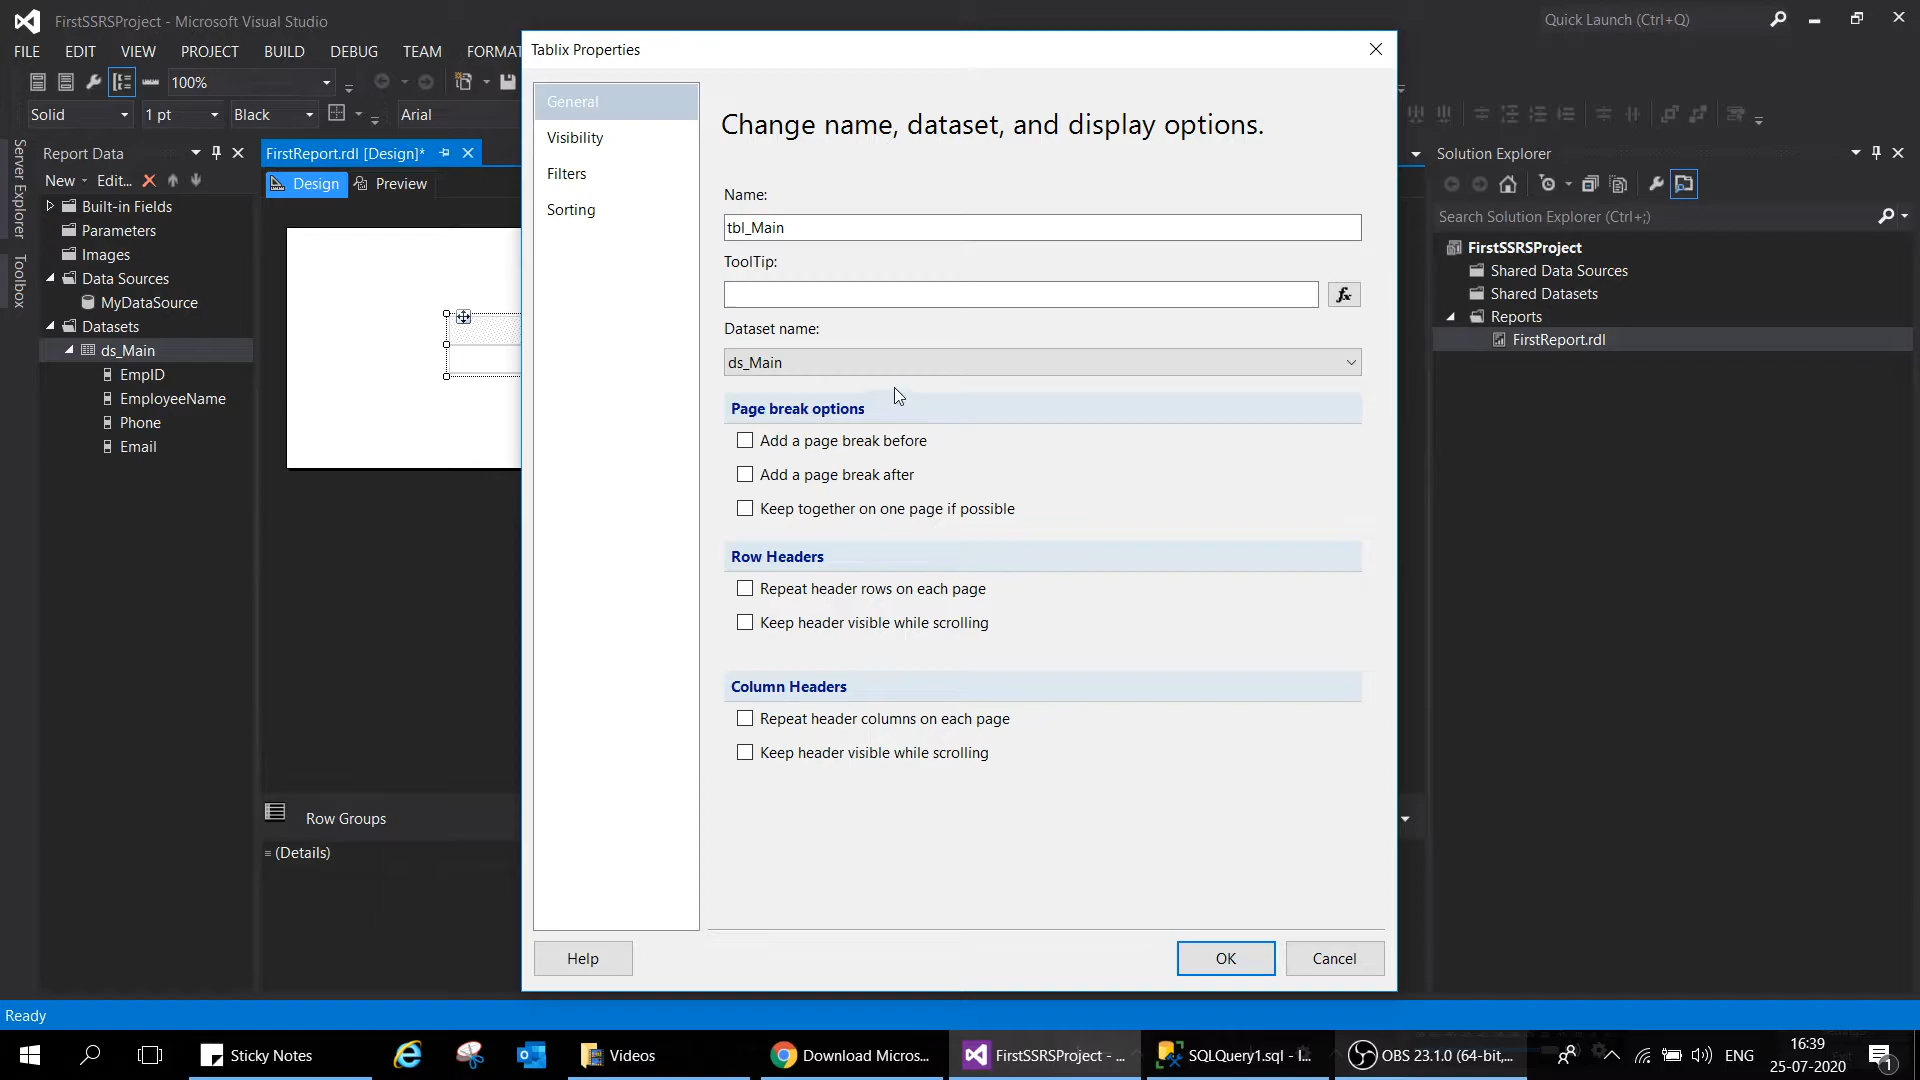 FirstSSRSProject - Microsoft Visual Studio
Quick Launch (Ctrl+Q)
FILE EDIT VIEW PROJECT BUILD DEBUG TEAM FORMAT
100%
Solid 1 pt Black Arial
Server Explorer
Toolbox
Report Data
New Edit...
Built-in Fields
Parameters
Images
Data Sources
MyDataSource
Datasets
ds_Main
EmpID
EmployeeName
Phone
Email
FirstReport.rdl [Design]*
Design Preview
Row Groups
(Details)
Tablix Properties
General
Visibility
Filters
Sorting
Change name, dataset, and display options.
Name:
tbl_Main
ToolTip:
fx
Dataset name:
ds_Main
Page break options
Add a page break before
Add a page break after
Keep together on one page if possible
Row Headers
Repeat header rows on each page
Keep header visible while scrolling
Column Headers
Repeat header columns on each page
Keep header visible while scrolling
Help OK Cancel
Solution Explorer
Search Solution Explorer (Ctrl+;)
FirstSSRSProject
Shared Data Sources
Shared Datasets
Reports
FirstReport.rdl
Ready
Sticky Notes Videos Download Micros... FirstSSRSProject - ... SQLQuery1.sql - I... OBS 23.1.0 (64-bit,... ENG 16:39
25-07-2020 1